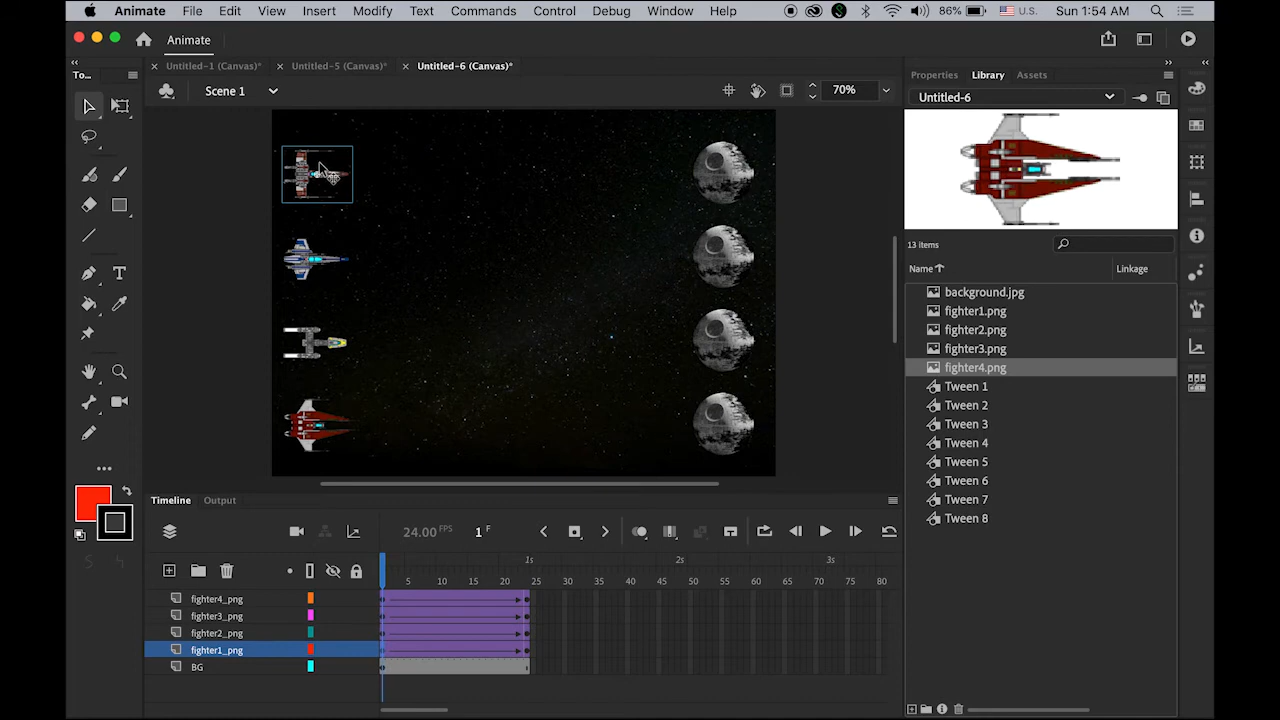 Animate File Edit View Insert Modify Text Commands Control Debug Window Help 86% U.S. Sun 1:54 AM
Animate
To...
Untitled-1 (Canvas)* Untitled-5 (Canvas)* Untitled-6 (Canvas)*
Scene 1 70%
Properties Library Assets
Untitled-6
13 items
Name Linkage
background.jpg
fighter1.png
fighter2.png
fighter3.png
fighter4.png
Tween 1
Tween 2
Tween 3
Tween 4
Tween 5
Tween 6
Tween 7
Tween 8
Timeline Output
24.00 FPS 1 F
1s 2s 3s
5 10 15 20 25 30 35 40 45 50 55 60 65 70 75 80
fighter4_png
fighter3_png
fighter2_png
fighter1_png
BG